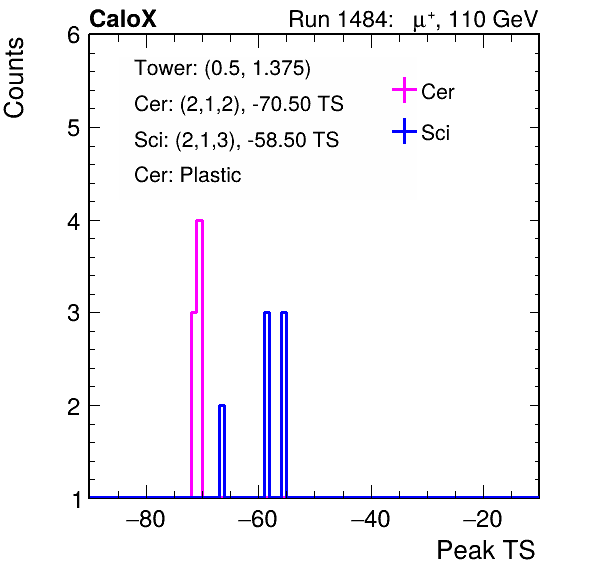 CaloX Run 1484: μ⁺, 110 GeV
Counts
6
5
4
3
2
1
Tower: (0.5, 1.375)
Cer: (2,1,2), -70.50 TS
Sci: (2,1,3), -58.50 TS
Cer: Plastic
Cer
Sci
−80 −60 −40 −20
Peak TS